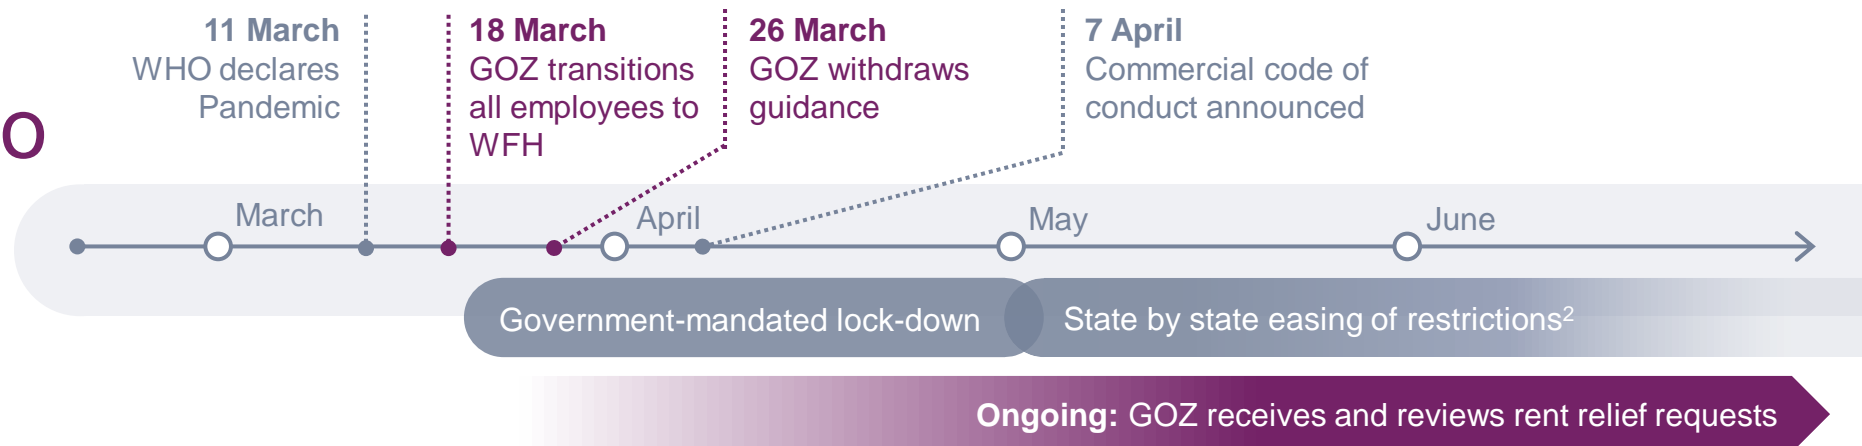 11 March
WHO declares
Pandemic
18 March
GOZ transitions
all employees to
WFH
26 March
GOZ withdraws
guidance
7 April
Commercial code of
conduct announced
o
March
April
May
June
Government-mandated lock-down
State by state easing of restrictions²
Ongoing: GOZ receives and reviews rent relief requests